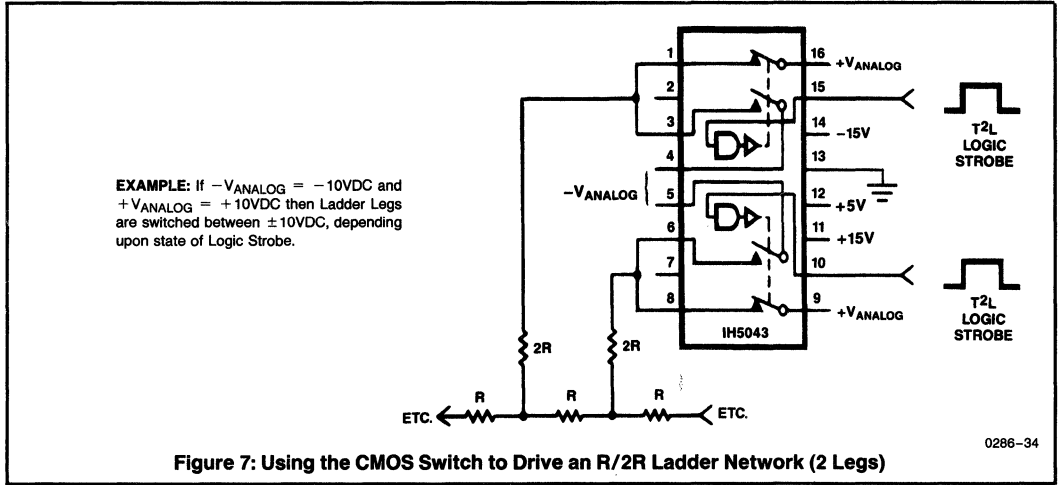 1
2
3
4
5
6
7
8
16
15
14
13
12
11
10
9
+VANALOG
-15V
+5V
+15V
+VANALOG
-VANALOG
T2L
LOGIC
STROBE
T2L
LOGIC
STROBE
EXAMPLE: If −VANALOG = −10VDC and
+VANALOG = +10VDC then Ladder Legs
are switched between ±10VDC, depending
upon state of Logic Strobe.
IH5043
2R
2R
ETC.
R
R
R
ETC.
0286-34
Figure 7: Using the CMOS Switch to Drive an R/2R Ladder Network (2 Legs)